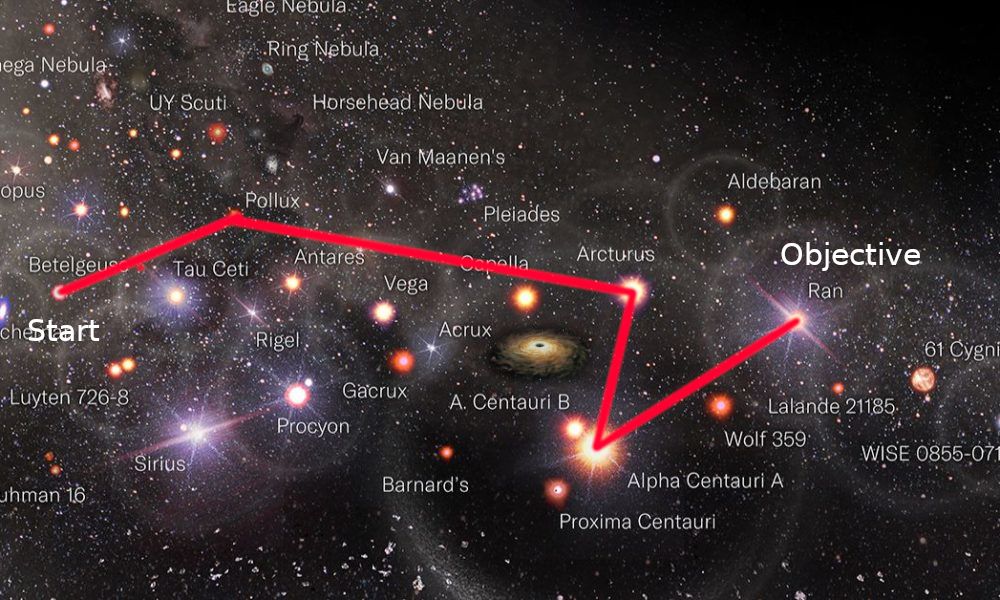 Eagle Nebula
Ring Nebula
ega Nebula
UY Scuti
Horsehead Nebula
Van Maanen's
opus
Aldebaran
Pollux
Pleiades
Objective
Arcturus
Antares
Capella
Betelgeuse
Tau Ceti
Vega
Ran
Start
Acrux
Rigel
61 Cygni
Gacrux
Luyten 726-8
A. Centauri B
Lalande 21185
Procyon
Wolf 359
WISE 0855-071
Sirius
Barnard's
Alpha Centauri A
uhman 16
Proxima Centauri